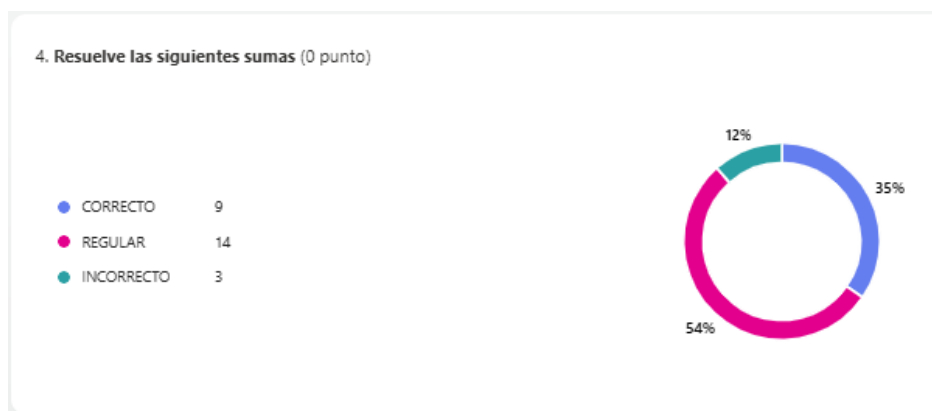 4. Resuelve las siguientes sumas (0 punto)
12%
35%
CORRECTO 9
REGULAR 14
INCORRECTO 3
54%